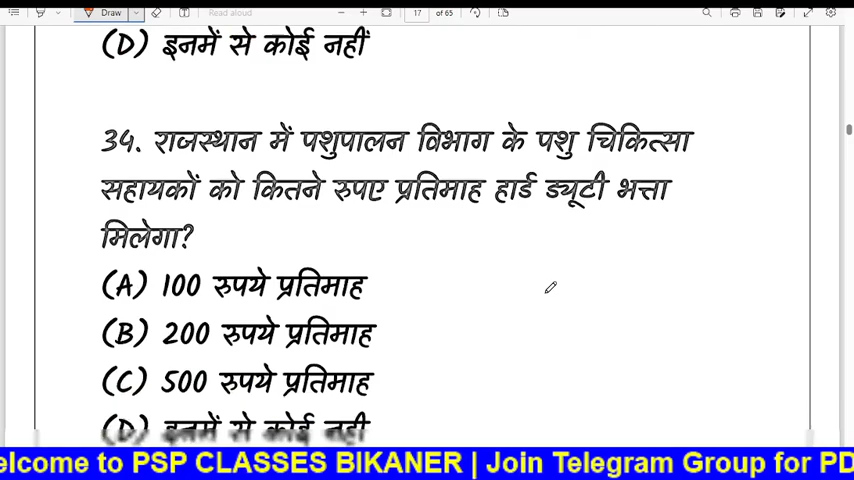 Draw
Read aloud
17 of 65
(D) इनमें से कोई नहीं
34. राजस्थान में पशुपालन विभाग के पशु चिकित्सा
सहायकों को कितने रुपए प्रतिमाह हार्ड ड्यूटी भत्ता
मिलेगा?
(A) 100 रुपये प्रतिमाह
(B) 200 रुपये प्रतिमाह
(C) 500 रुपये प्रतिमाह
(D) इनमें से कोई नही
elcome to PSP CLASSES BIKANER | Join Telegram Group for PD